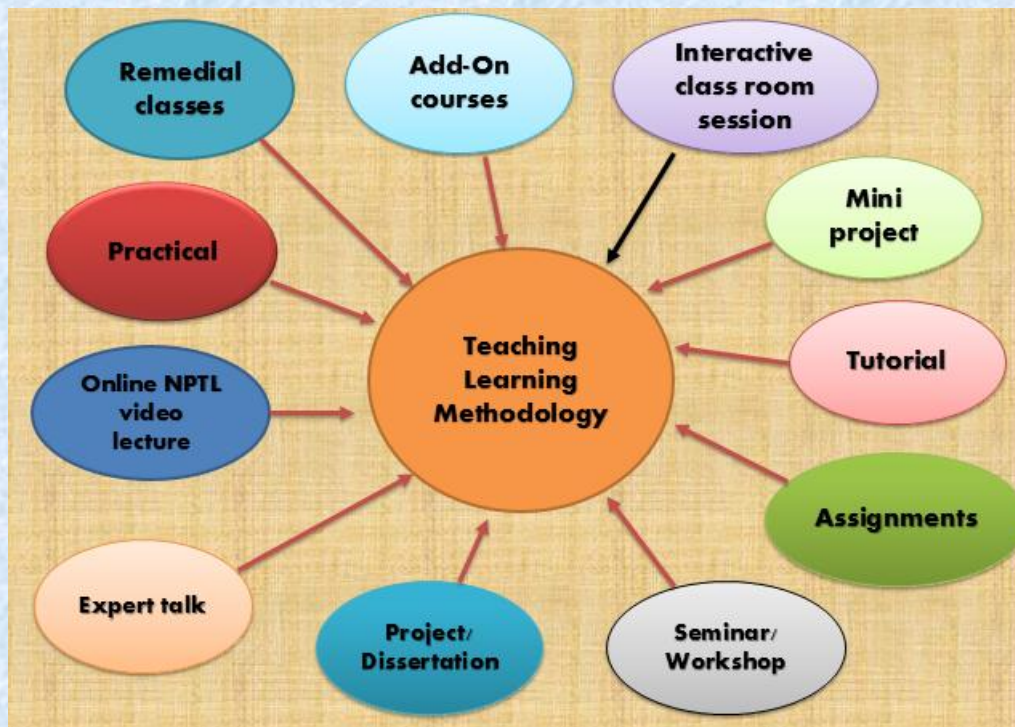 Remedial
classes
Add-On
courses
Interactive
class room
session
Mini
project
Practical
Teaching
Learning
Methodology
Tutorial
Online NPTL
video
lecture
Assignments
Expert talk
Project/
Dissertation
Seminar/
Workshop